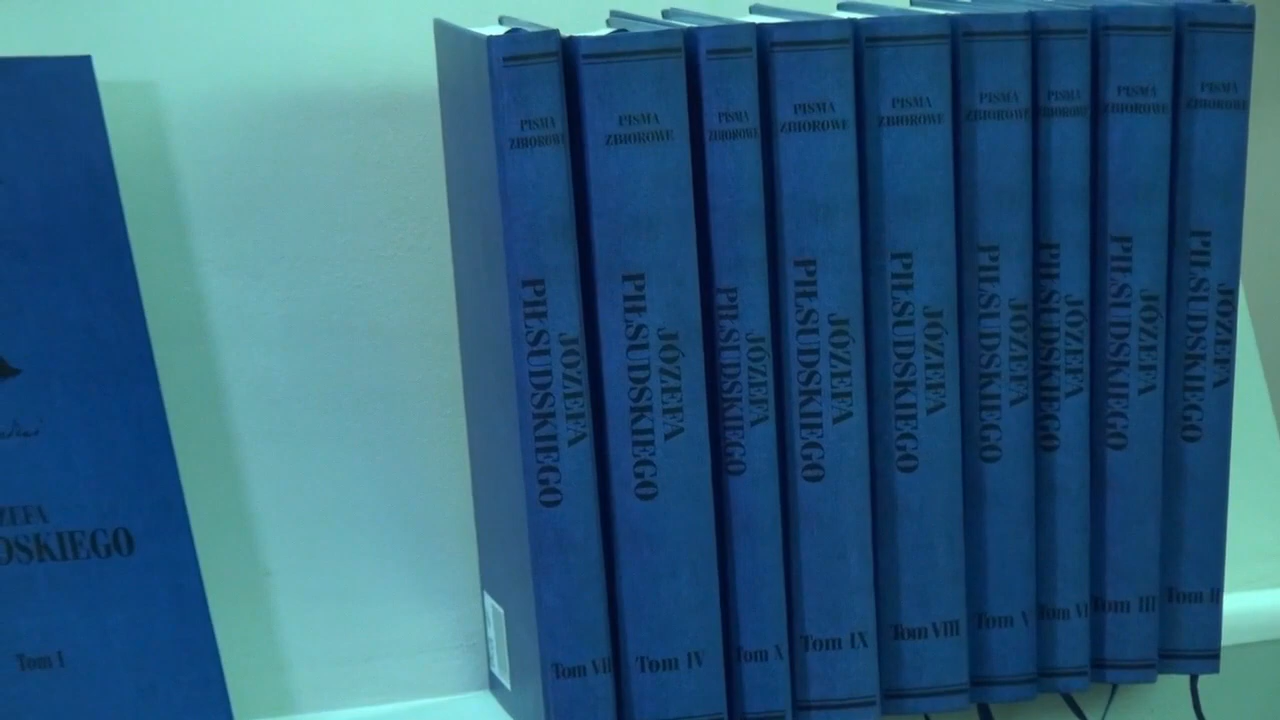 DSKIEGO
Tom I
PISMA
ZBIOROWE
JÓZEFA
PIŁSUDSKIEGO
Tom VII
PISMA
ZBIOROWE
JÓZEFA
PIŁSUDSKIEGO
Tom IV
PISMA
ZBIOROWE
JÓZEFA
PIŁSUDSKIEGO
Tom X
PISMA
ZBIOROWE
JÓZEFA
PIŁSUDSKIEGO
Tom IX
PISMA
ZBIOROWE
JÓZEFA
PIŁSUDSKIEGO
Tom VIII
PISMA
ZBIOROWE
JÓZEFA
PIŁSUDSKIEGO
Tom V
PISMA
ZBIOROWE
JÓZEFA
PIŁSUDSKIEGO
Tom VI
PISMA
ZBIOROWE
JÓZEFA
PIŁSUDSKIEGO
Tom III
PISMA
ZBIOROWE
JÓZEFA
PIŁSUDSKIEGO
Tom II